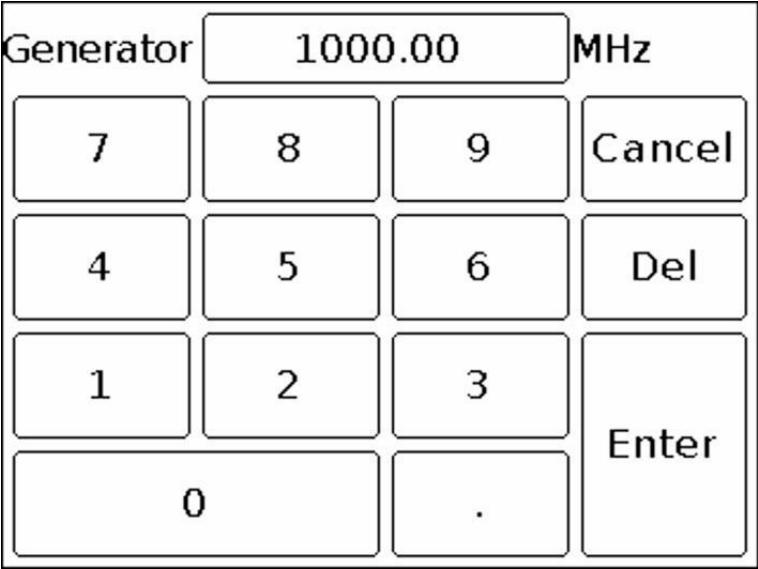 Generator 1000.00 MHz
7 8 9 Cancel
4 5 6 Del
1 2 3
Enter
0 .